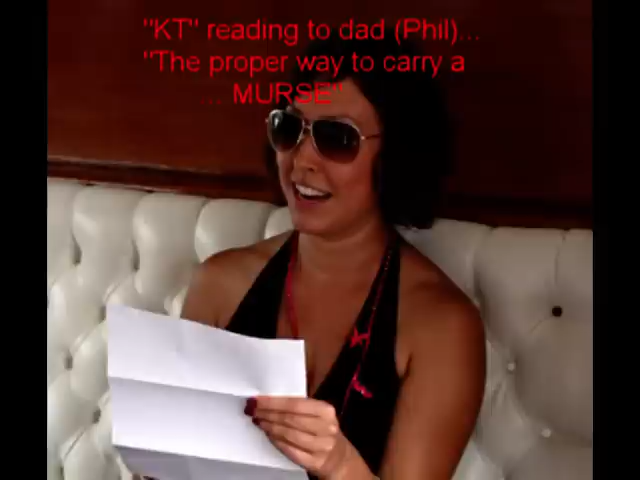 "KT" reading to dad (Phil)...
"The proper way to carry a
... MURSE"